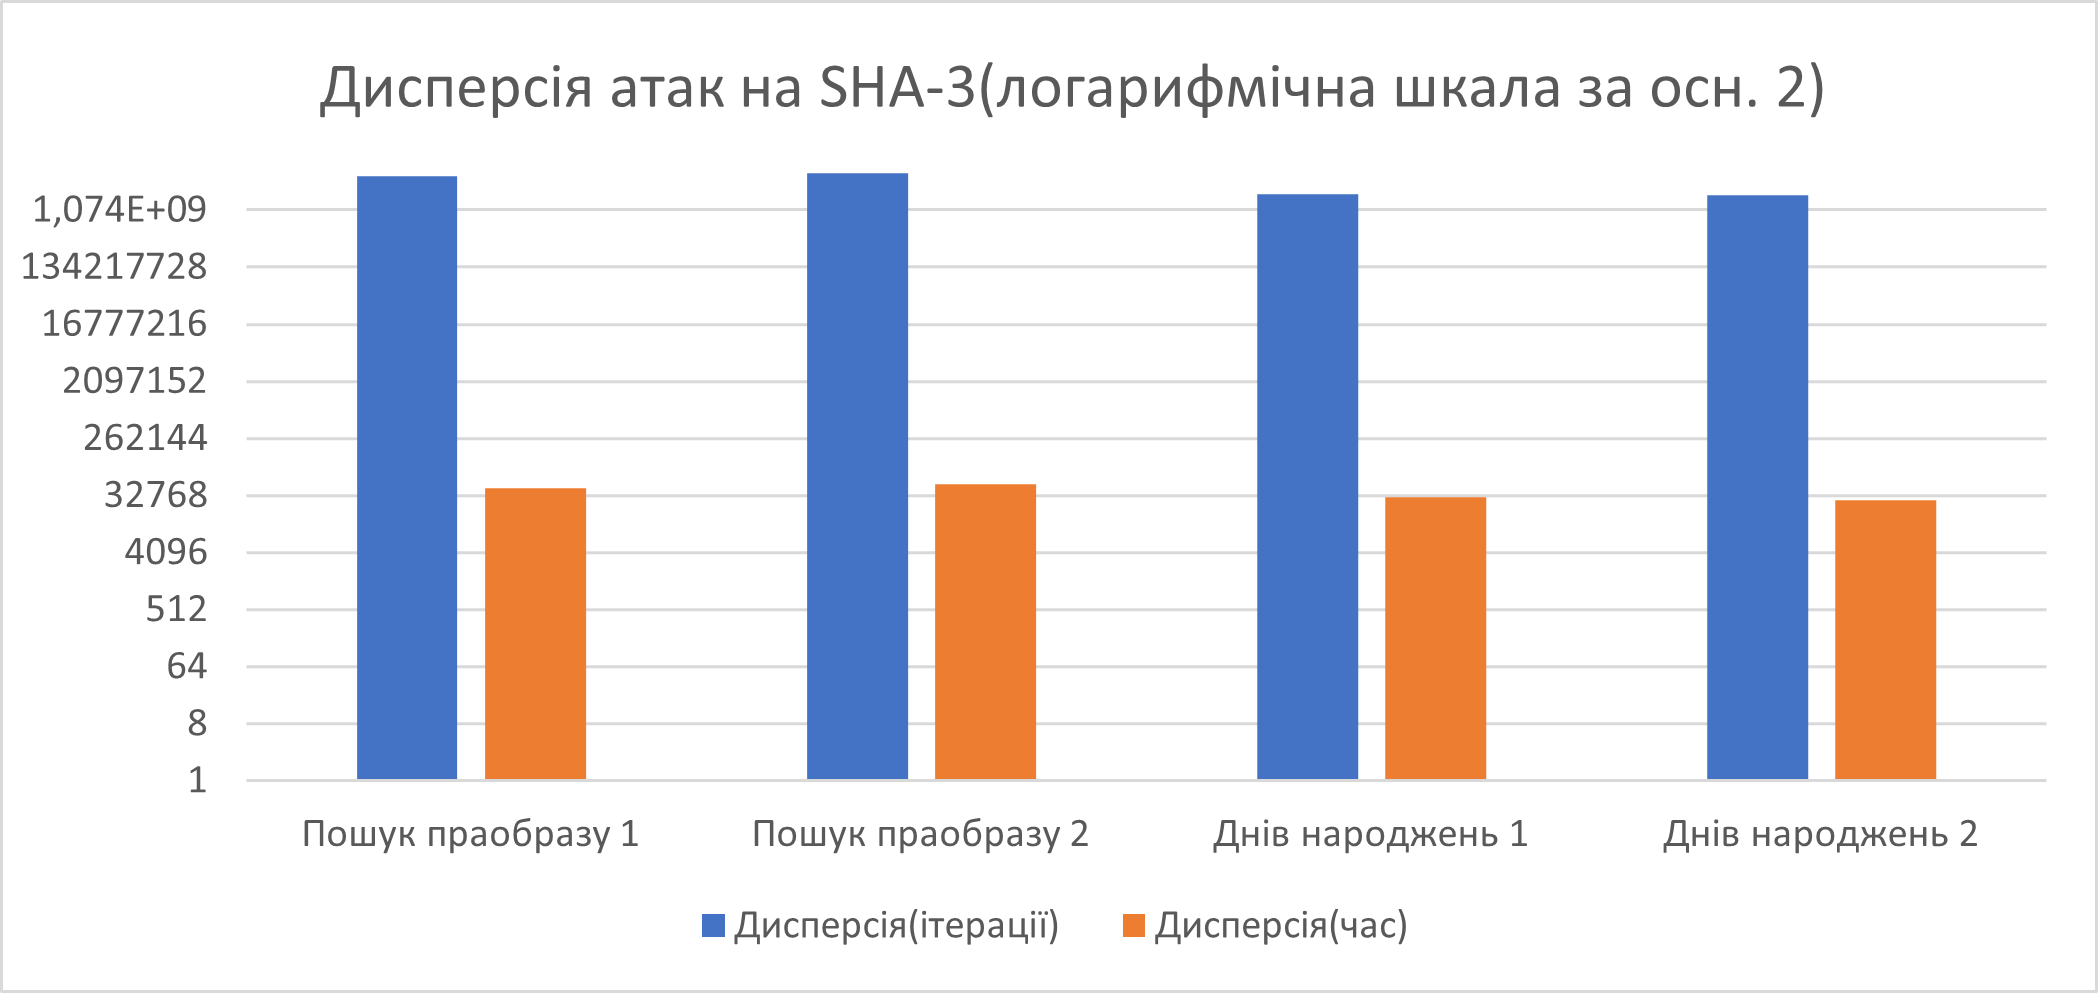 Дисперсія атак на SHA-3(логарифмічна шкала за осн. 2)
1,074E+09
134217728
16777216
2097152
262144
32768
4096
512
64
8
1
Пошук праобразу 1 Пошук праобразу 2 Днів народжень 1 Днів народжень 2
Дисперсія(ітерації) Дисперсія(час)